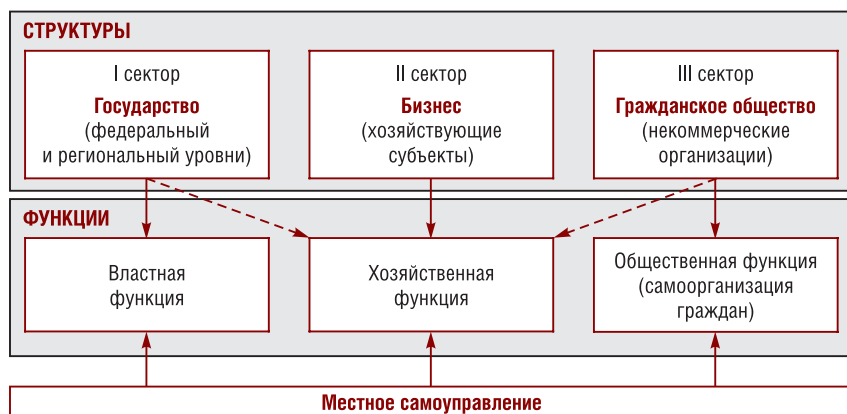 СТРУКТУРЫ
I сектор
Государство
(федеральный
и региональный уровни)
II сектор
Бизнес
(хозяйствующие
субъекты)
III сектор
Гражданское общество
(некоммерческие
организации)
ФУНКЦИИ
Властная
функция
Хозяйственная
функция
Общественная функция
(самоорганизация
граждан)
Местное самоуправление